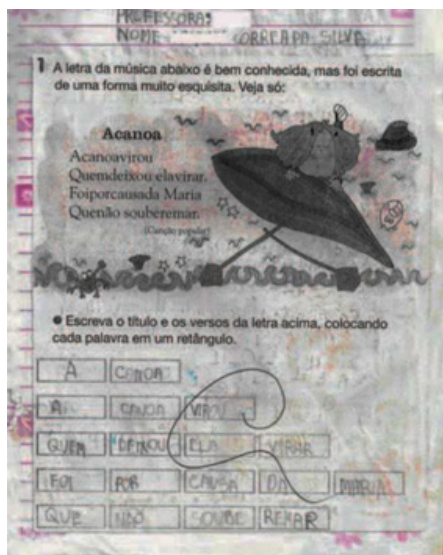 PROFESSORA:
NOME CORREA DA SILVA
1 A letra da música abaixo é bem conhecida, mas foi escrita
de uma forma muito esquisita. Veja só:
Acanoa
Acanoavirou
Quemdeixou elavirar.
Foiporcausada Maria
Quenão souberemar.
(Canção popular)
● Escreva o título e os versos da letra acima, colocando
cada palavra em um retângulo.
A CANOA
A CANOA VIROU
QUEM DEIXOU ELA VIRAR
FOI POR CAUSA DA MARIA
QUE NÃO SOUBE REMAR